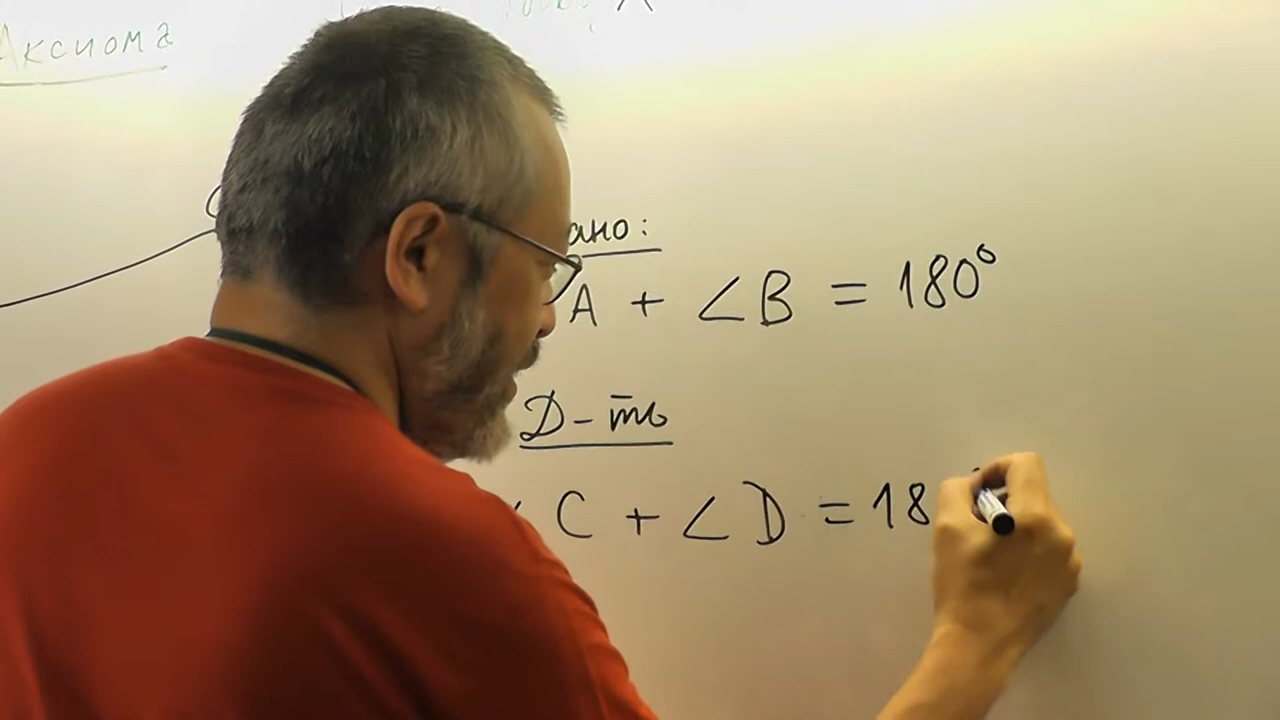 Аксиома
ано:
A + ∠B = 180°
Д-ть
C + ∠D = 18